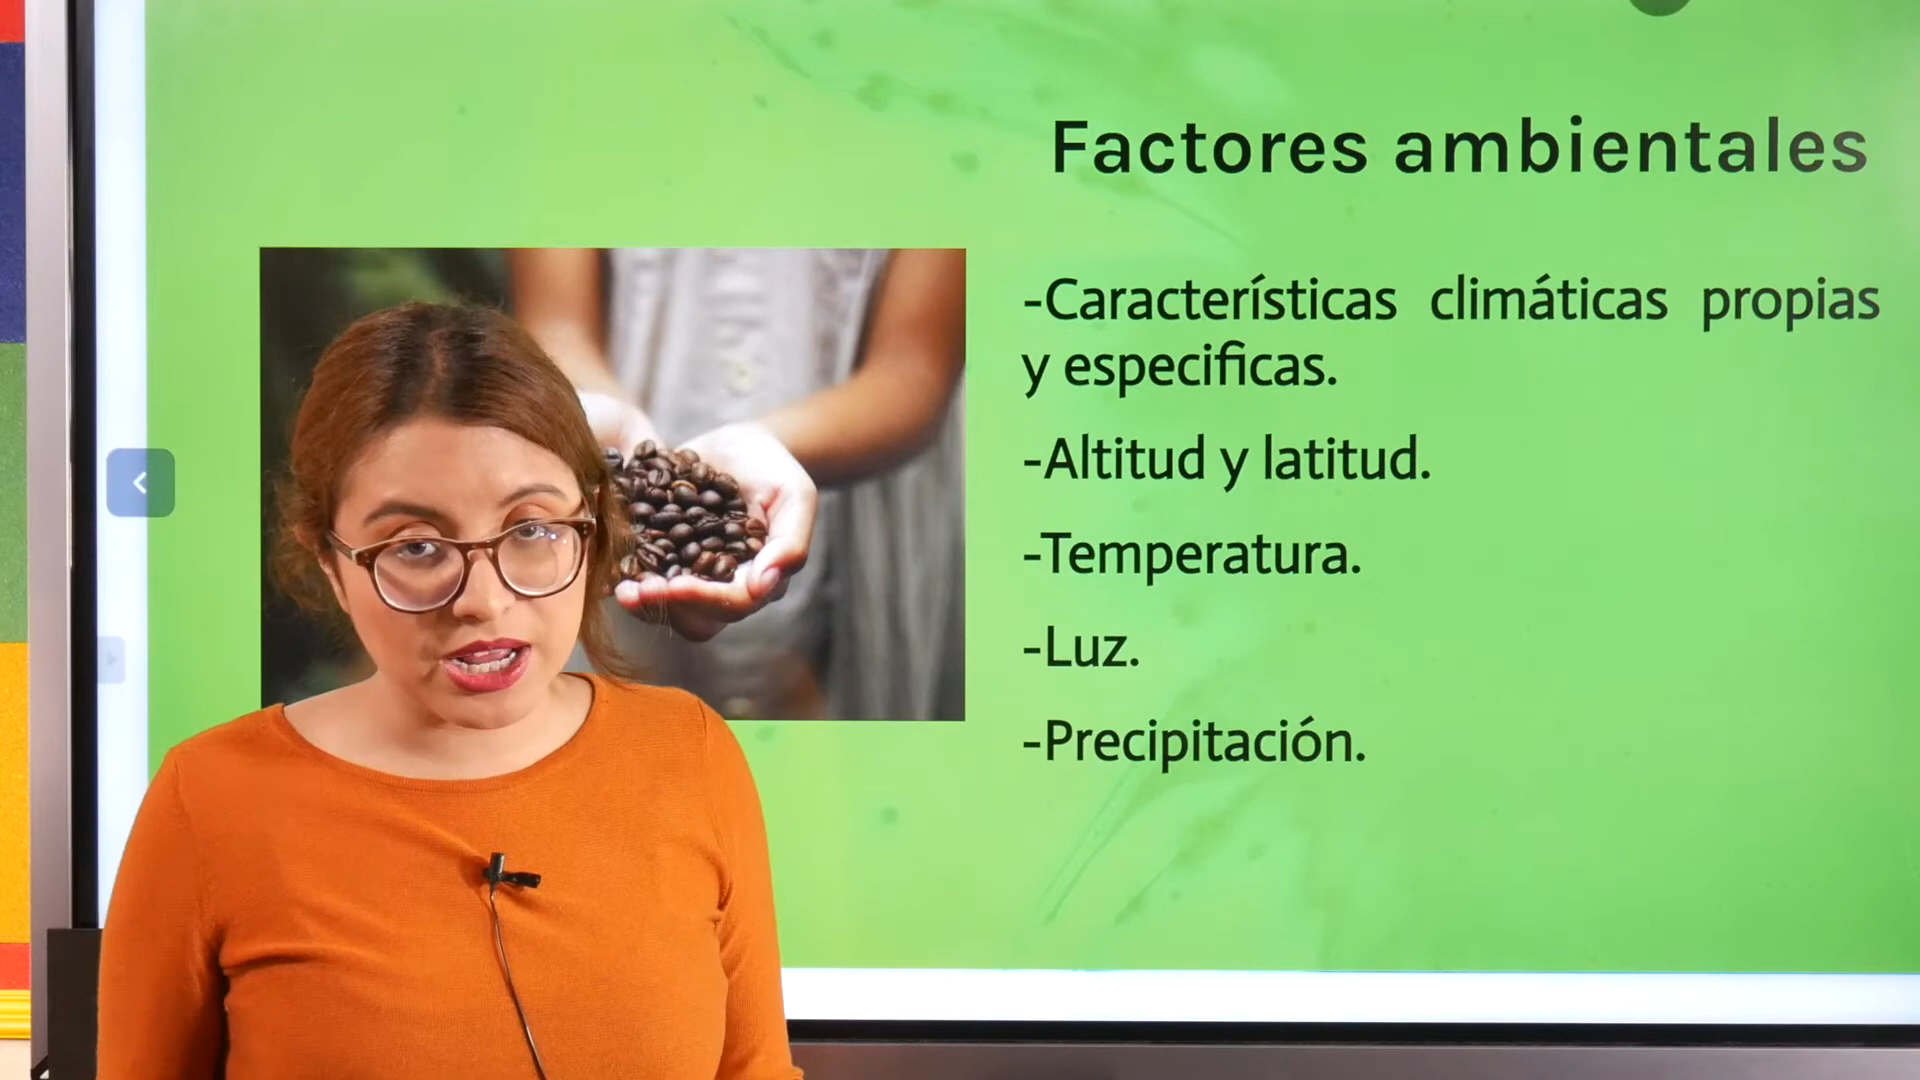 Factores ambientales
-Características climáticas propias
y especificas.
-Altitud y latitud.
-Temperatura.
-Luz.
-Precipitación.